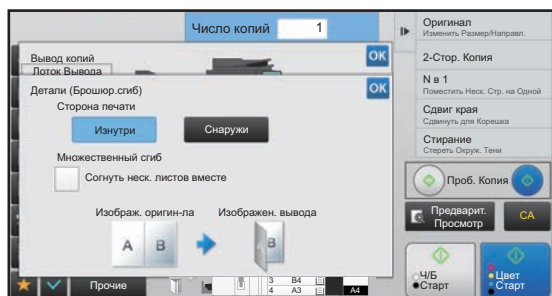 Число копий 1
Вывод копий
OK
Лоток Вывода
Детали (Брошюр.сгиб)
OK
Сторона печати
Изнутри
Снаружи
Множественный сгиб
Согнуть неск. листов вместе
Изображ. оригин-ла
Изображен. вывода
A B
B
Прочие
3 B4
4 A3
A4
Оригинал
Изменить Размер/Направл.
2-Стор. Копия
N в 1
Поместить Неск. Стр. на Одной
Сдвиг края
Сдвинуть для Корешка
Стирание
Стереть Окруж. Тени
Проб. Копия
Предварит.
Просмотр
CA
Ч/Б
Старт
Цвет
Старт